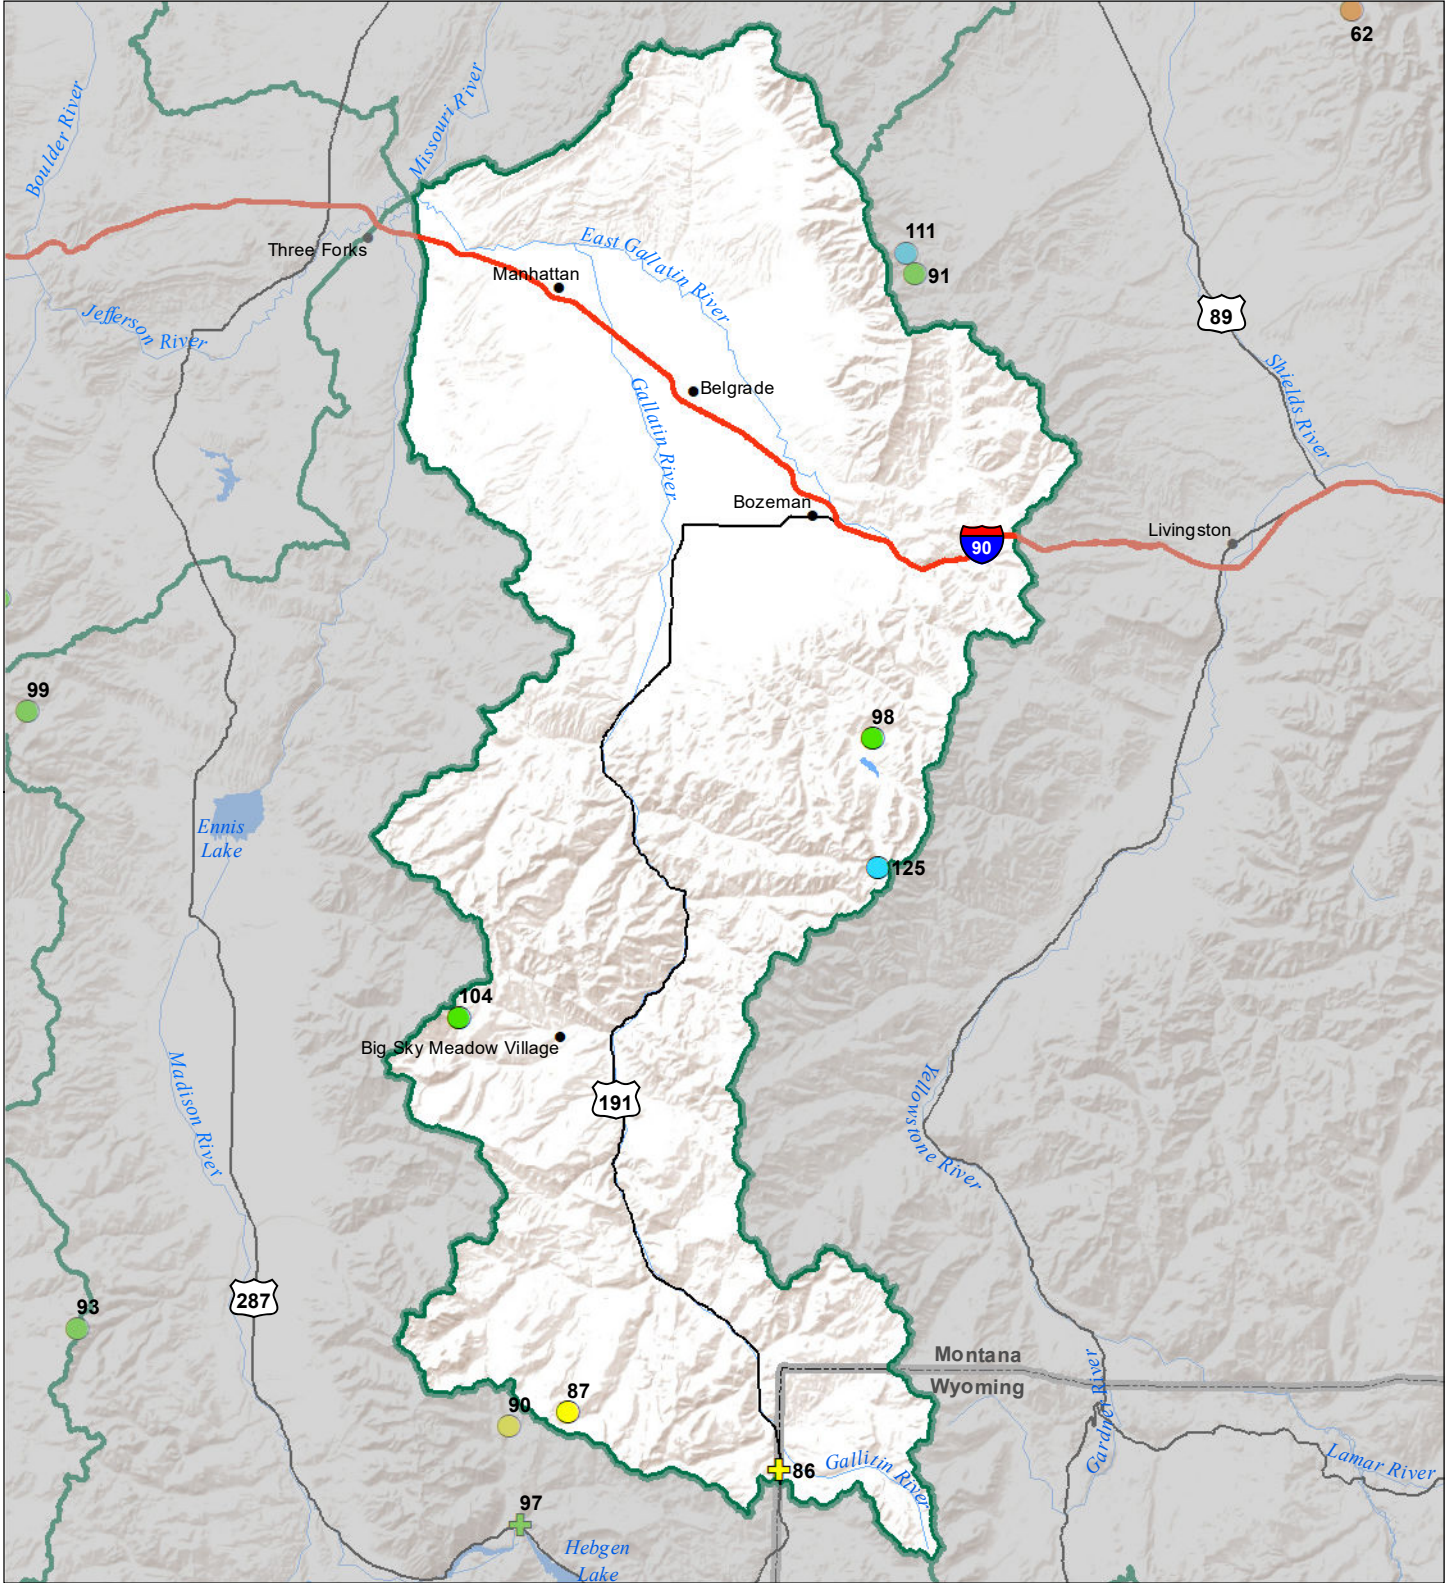 62
Boulder River
Missouri River
111
91
Three Forks
East Gallatin River
Manhattan
89
Jefferson River
Shields River
Belgrade
Gallatin River
Bozeman
Livingston
90
99
98
Ennis
Lake
125
104
Big Sky Meadow Village
Madison River
Yellowstone River
191
287
93
Montana
Wyoming
Gardner River
87
90
Gallitin River
86
Lamar River
97
Hebgen
Lake